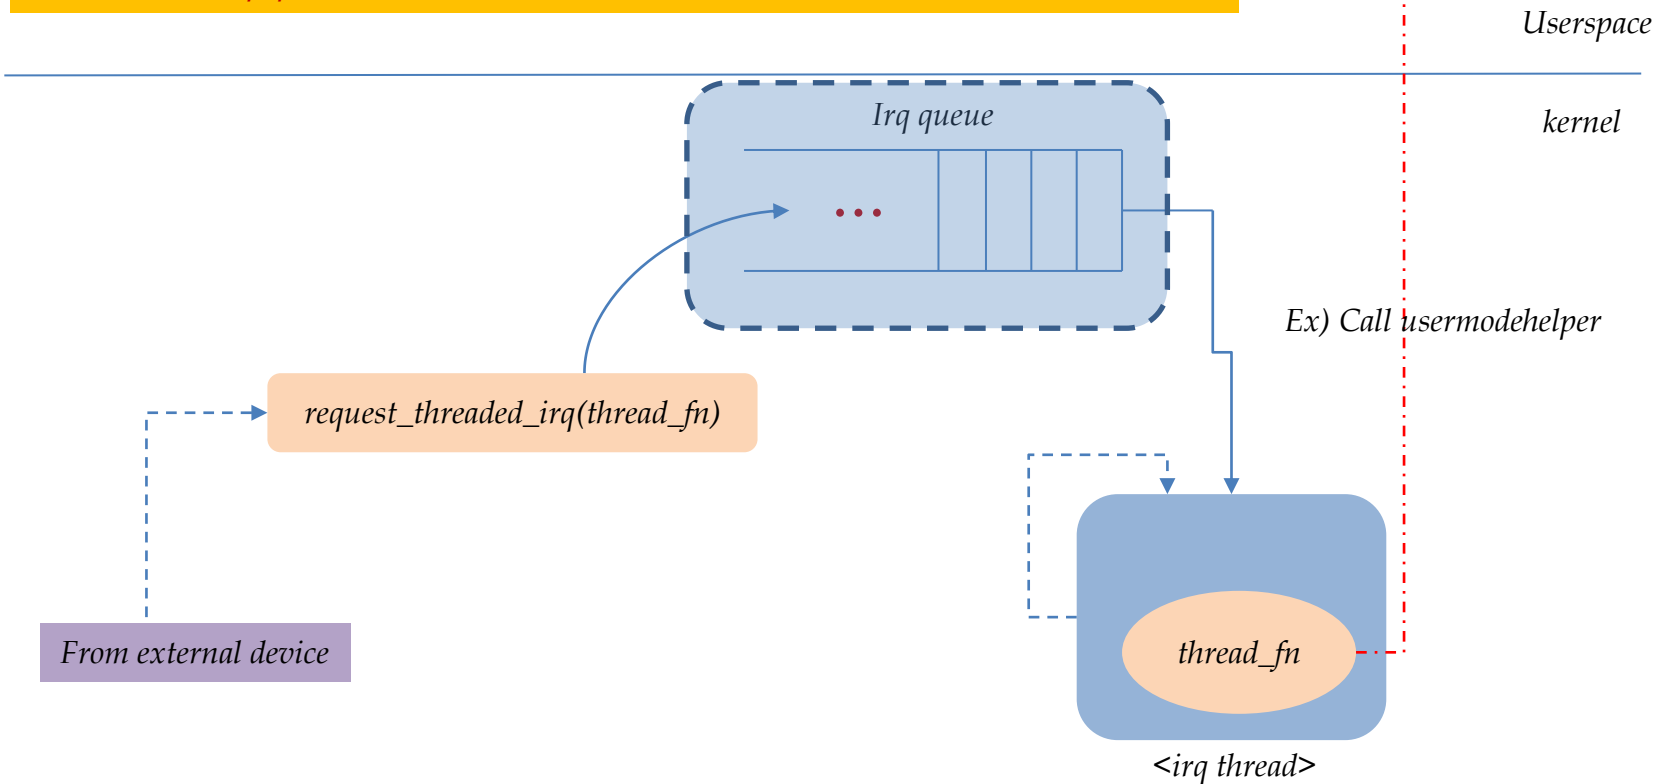 Userspace
Irq queue
kernel
Ex) Call usermodehelper
request_threaded_irq(thread_fn)
From external device
thread_fn
<irq thread>